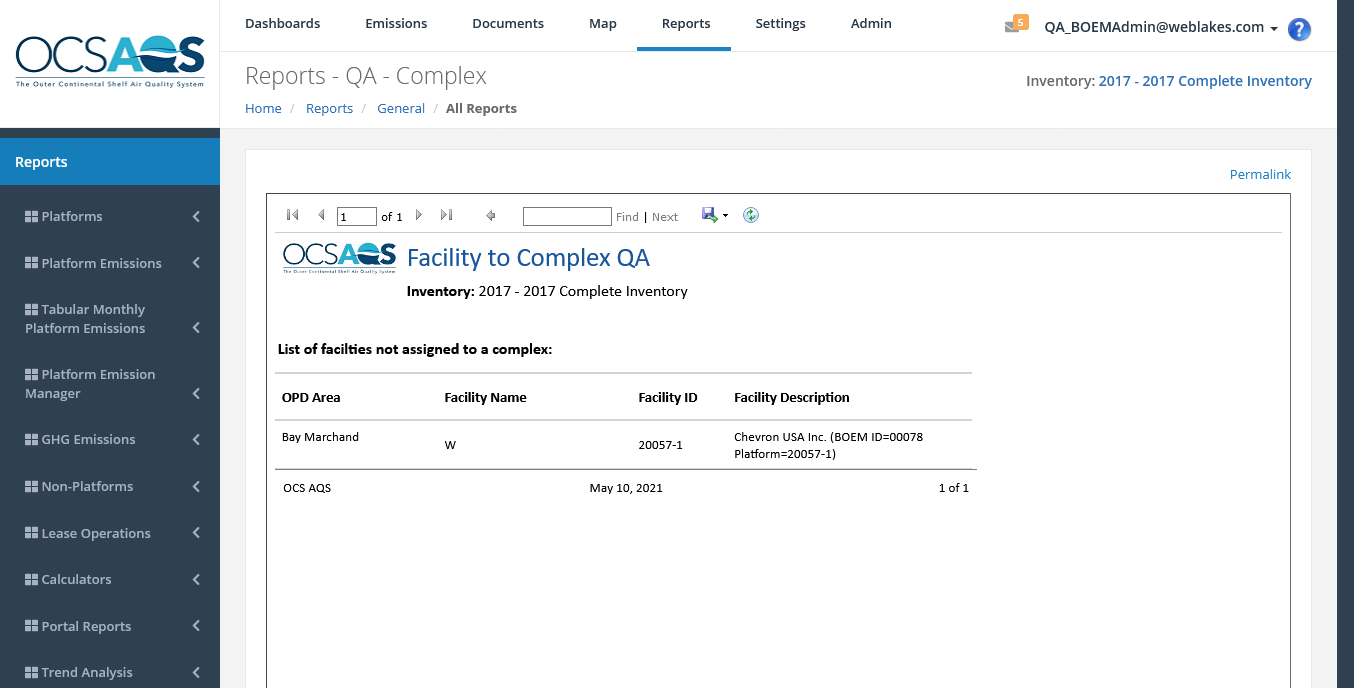 OCSAQS
The Outer Continental Shelf Air Quality System
Dashboards Emissions Documents Map Reports Settings Admin 5 QA_BOEMAdmin@weblakes.com ?
Reports - QA - Complex
Inventory: 2017 - 2017 Complete Inventory
Home / Reports / General / All Reports
Reports
Platforms
Platform Emissions
Tabular Monthly
Platform Emissions
Platform Emission
Manager
GHG Emissions
Non-Platforms
Lease Operations
Calculators
Portal Reports
Trend Analysis
Permalink
1 of 1 Find | Next
OCSAQS
The Outer Continental Shelf Air Quality System
Facility to Complex QA
Inventory: 2017 - 2017 Complete Inventory
List of facilties not assigned to a complex:
OPD Area Facility Name Facility ID Facility Description
Bay Marchand W 20057-1 Chevron USA Inc. (BOEM ID=00078
Platform=20057-1)
OCS AQS May 10, 2021 1 of 1